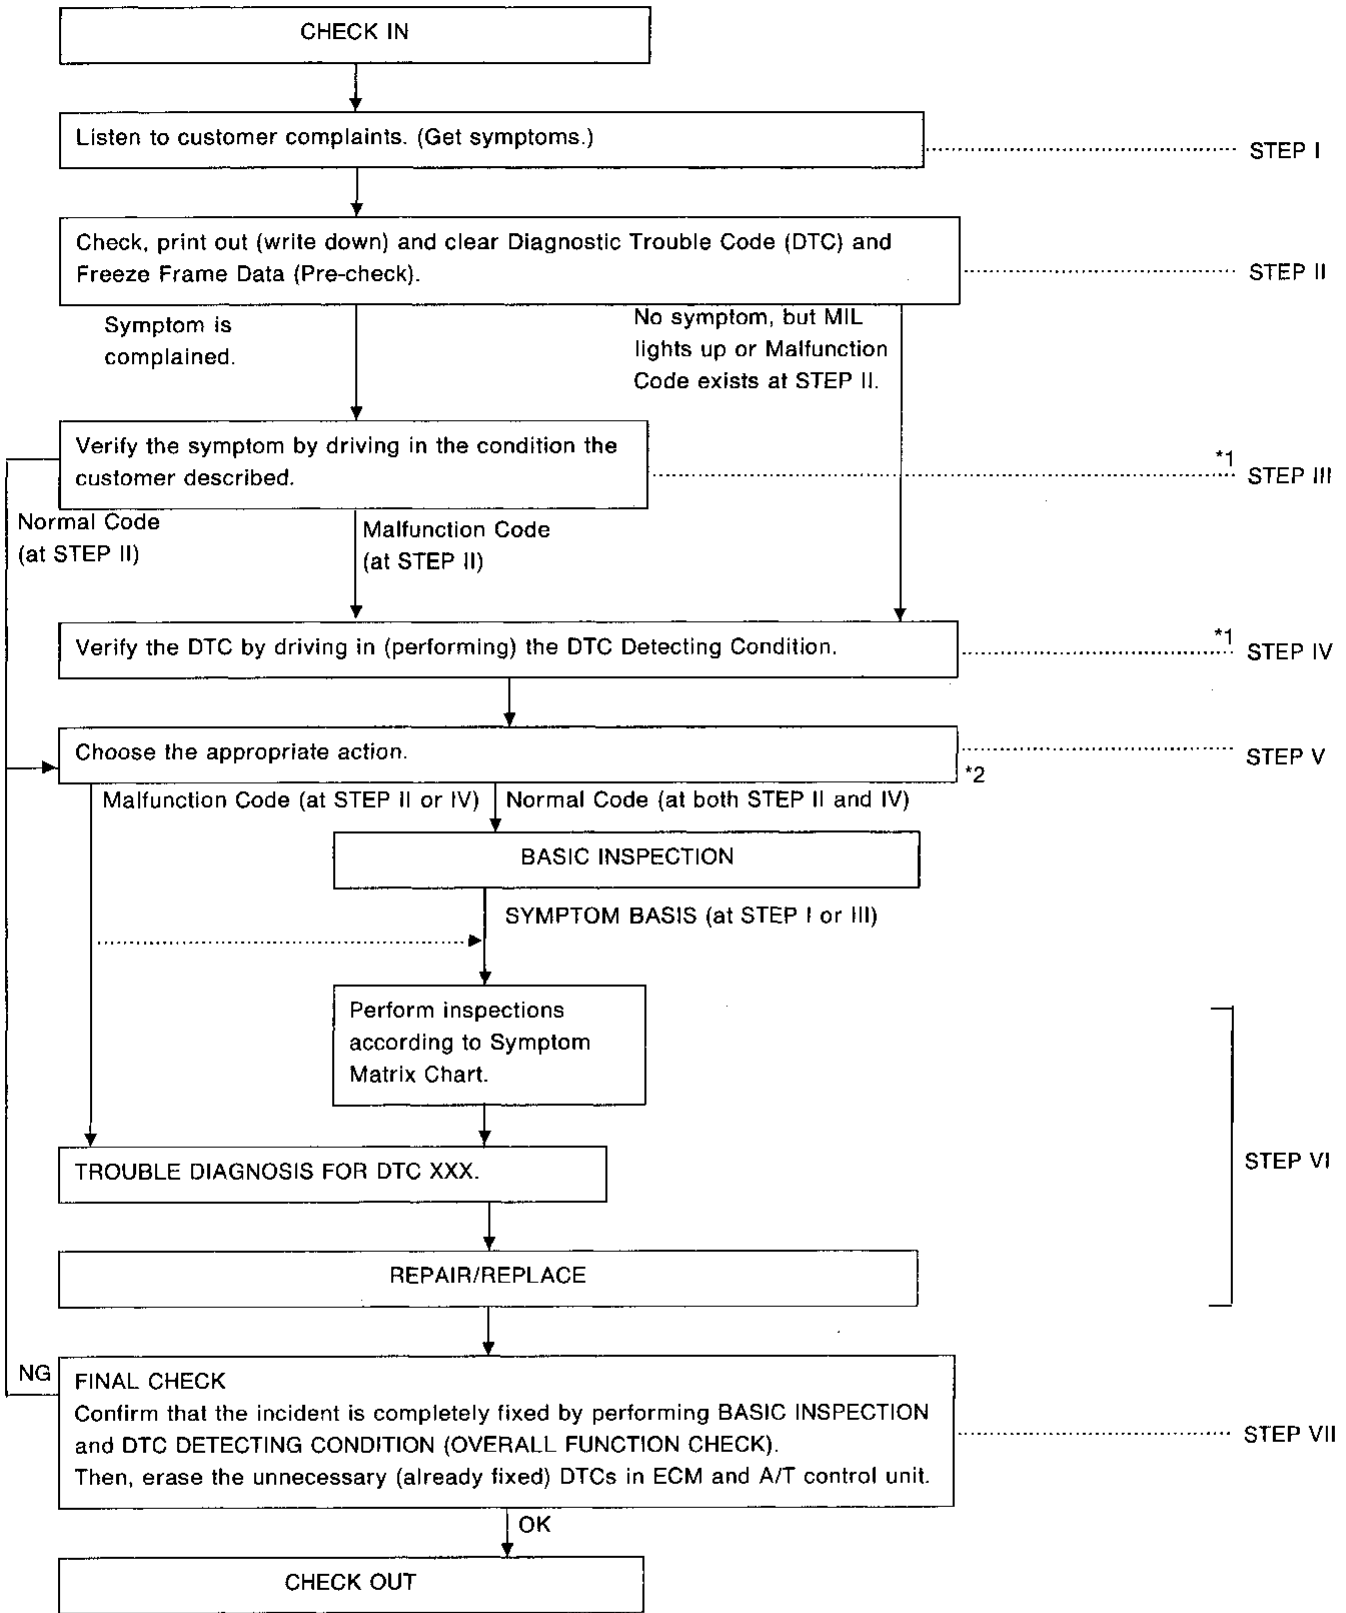 CHECK IN
Listen to customer complaints. (Get symptoms.)
STEP I
Check, print out (write down) and clear Diagnostic Trouble Code (DTC) and
Freeze Frame Data (Pre-check).
STEP II
Symptom is
complained.
No symptom, but MIL
lights up or Malfunction
Code exists at STEP II.
Verify the symptom by driving in the condition the
customer described.
*1
STEP III
Normal Code
(at STEP II)
Malfunction Code
(at STEP II)
Verify the DTC by driving in (performing) the DTC Detecting Condition.
*1
STEP IV
Choose the appropriate action.
STEP V
*2
Malfunction Code (at STEP II or IV)
Normal Code (at both STEP II and IV)
BASIC INSPECTION
SYMPTOM BASIS (at STEP I or III)
Perform inspections
according to Symptom
Matrix Chart.
TROUBLE DIAGNOSIS FOR DTC XXX.
STEP VI
REPAIR/REPLACE
NG
FINAL CHECK
Confirm that the incident is completely fixed by performing BASIC INSPECTION
and DTC DETECTING CONDITION (OVERALL FUNCTION CHECK).
Then, erase the unnecessary (already fixed) DTCs in ECM and A/T control unit.
STEP VII
OK
CHECK OUT